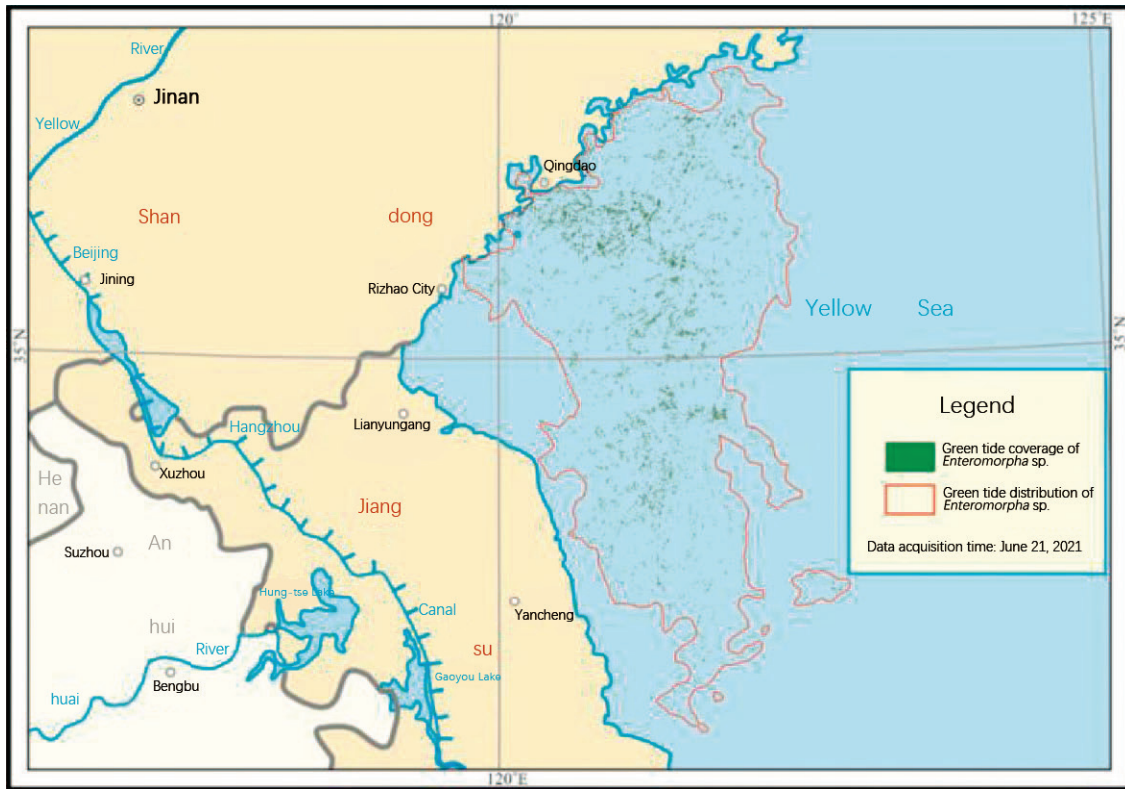 120°
125°E
River
Jinan
Yellow
Qingdao
Shan
dong
Beijing
Jining
Rizhao City
Yellow Sea
35°N
35°N
Legend
Green tide coverage of
Enteromorpha sp.
Green tide distribution of
Enteromorpha sp.
Data acquisition time: June 21, 2021
Lianyungang
Hangzhou
Xuzhou
He
nan
Jiang
An
Suzhou
Hung-tse Lake
Canal
Yancheng
hui
River
su
Bengbu
Gaoyou Lake
huai
120°E